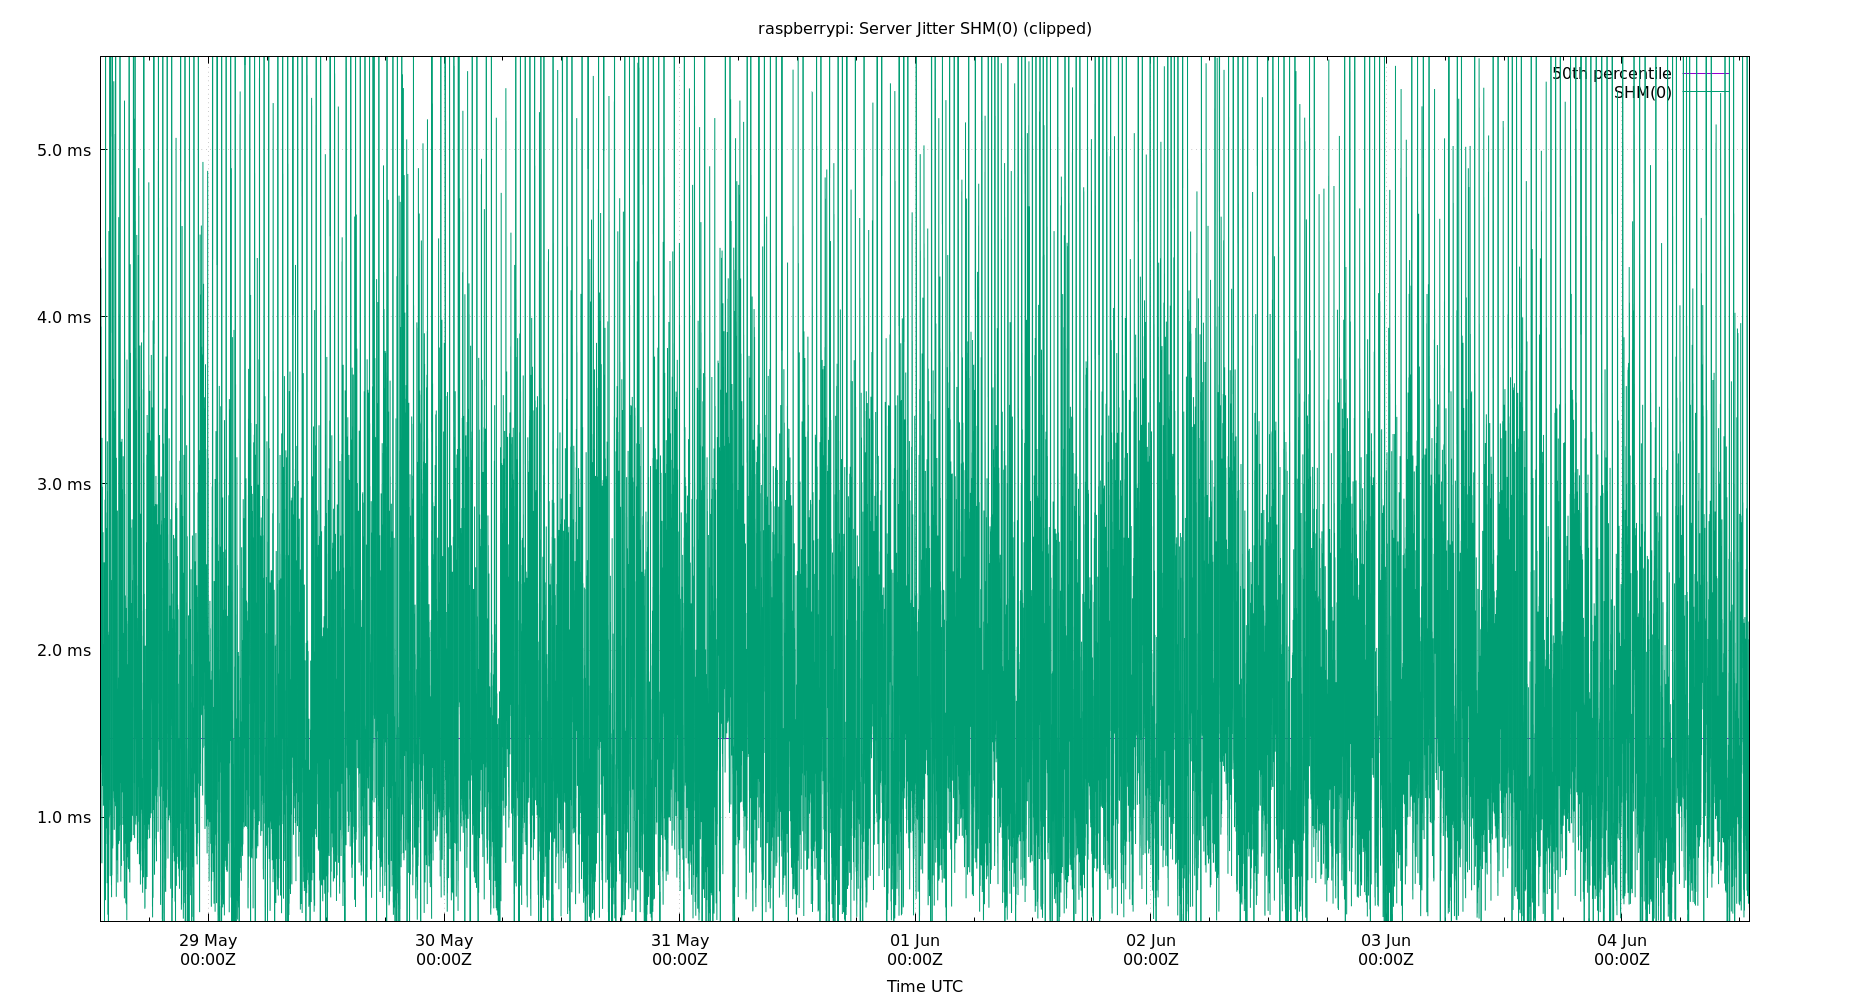 raspberrypi: Server Jitter SHM(0) (clipped)
50th percentile
SHM(0)
5.0 ms
4.0 ms
3.0 ms
2.0 ms
1.0 ms
29 May 30 May 31 May 01 Jun 02 Jun 03 Jun 04 Jun
00:00Z 00:00Z 00:00Z 00:00Z 00:00Z 00:00Z 00:00Z
Time UTC